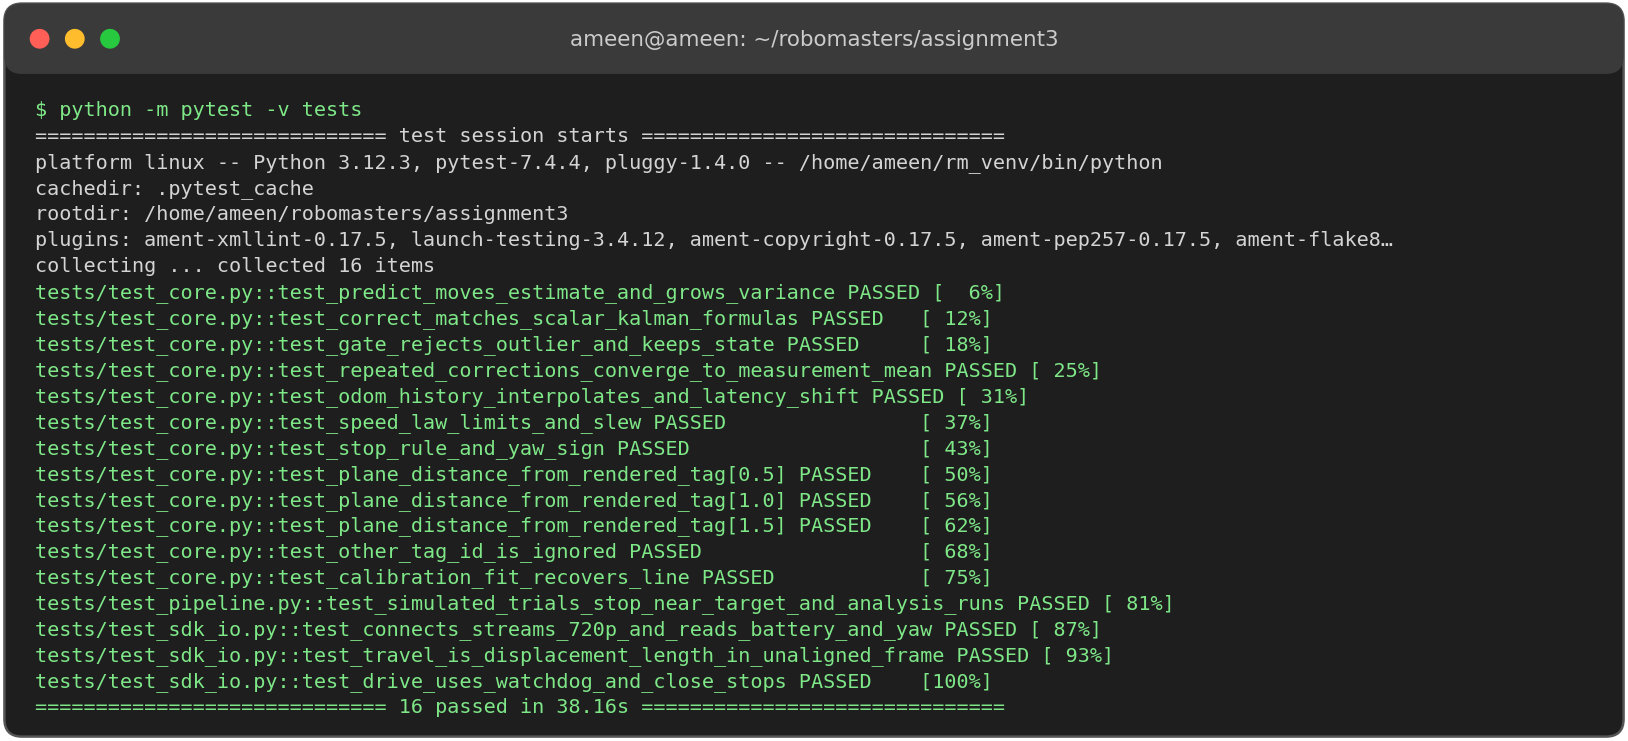 ameen@ameen: ~/robomasters/assignment3
$ python -m pytest -v tests
============================= test session starts ==============================
platform linux -- Python 3.12.3, pytest-7.4.4, pluggy-1.4.0 -- /home/ameen/rm_venv/bin/python
cachedir: .pytest_cache
rootdir: /home/ameen/robomasters/assignment3
plugins: ament-xmllint-0.17.5, launch-testing-3.4.12, ament-copyright-0.17.5, ament-pep257-0.17.5, ament-flake8…
collecting ... collected 16 items
tests/test_core.py::test_predict_moves_estimate_and_grows_variance PASSED [  6%]
tests/test_core.py::test_correct_matches_scalar_kalman_formulas PASSED   [ 12%]
tests/test_core.py::test_gate_rejects_outlier_and_keeps_state PASSED     [ 18%]
tests/test_core.py::test_repeated_corrections_converge_to_measurement_mean PASSED [ 25%]
tests/test_core.py::test_odom_history_interpolates_and_latency_shift PASSED [ 31%]
tests/test_core.py::test_speed_law_limits_and_slew PASSED                [ 37%]
tests/test_core.py::test_stop_rule_and_yaw_sign PASSED                   [ 43%]
tests/test_core.py::test_plane_distance_from_rendered_tag[0.5] PASSED    [ 50%]
tests/test_core.py::test_plane_distance_from_rendered_tag[1.0] PASSED    [ 56%]
tests/test_core.py::test_plane_distance_from_rendered_tag[1.5] PASSED    [ 62%]
tests/test_core.py::test_other_tag_id_is_ignored PASSED                  [ 68%]
tests/test_core.py::test_calibration_fit_recovers_line PASSED            [ 75%]
tests/test_pipeline.py::test_simulated_trials_stop_near_target_and_analysis_runs PASSED [ 81%]
tests/test_sdk_io.py::test_connects_streams_720p_and_reads_battery_and_yaw PASSED [ 87%]
tests/test_sdk_io.py::test_travel_is_displacement_length_in_unaligned_frame PASSED [ 93%]
tests/test_sdk_io.py::test_drive_uses_watchdog_and_close_stops PASSED    [100%]
============================= 16 passed in 38.16s ==============================